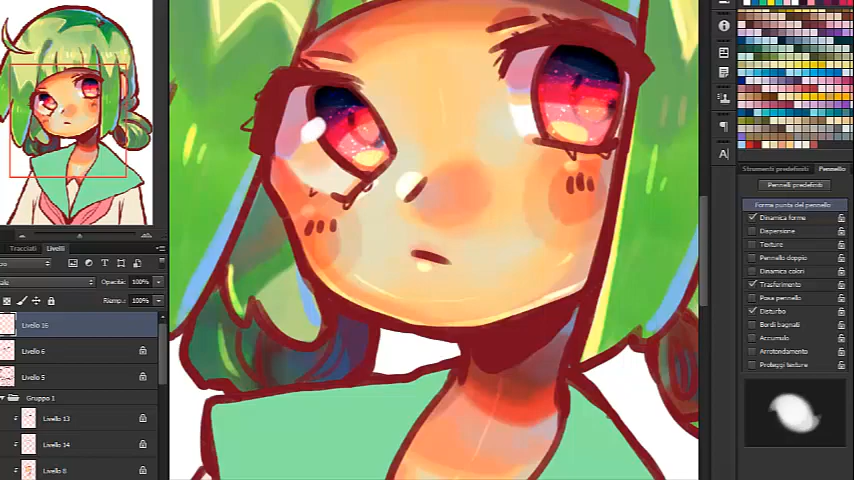 Tracciati
Livelli
Opacità: 100%
Riemp.: 100%
Livello 16
Livello 6
Livello 5
Gruppo 1
Livello 13
Livello 14
Livello 8
Strumenti predefiniti
Pennello
Pennelli predefiniti
Forma punta del pennello
Dinamica forma
Dispersione
Texture
Pennello doppio
Dinamica colori
Trasferimento
Posa pennello
Disturbo
Bordi bagnati
Accumulo
Arrotondamento
Proteggi texture